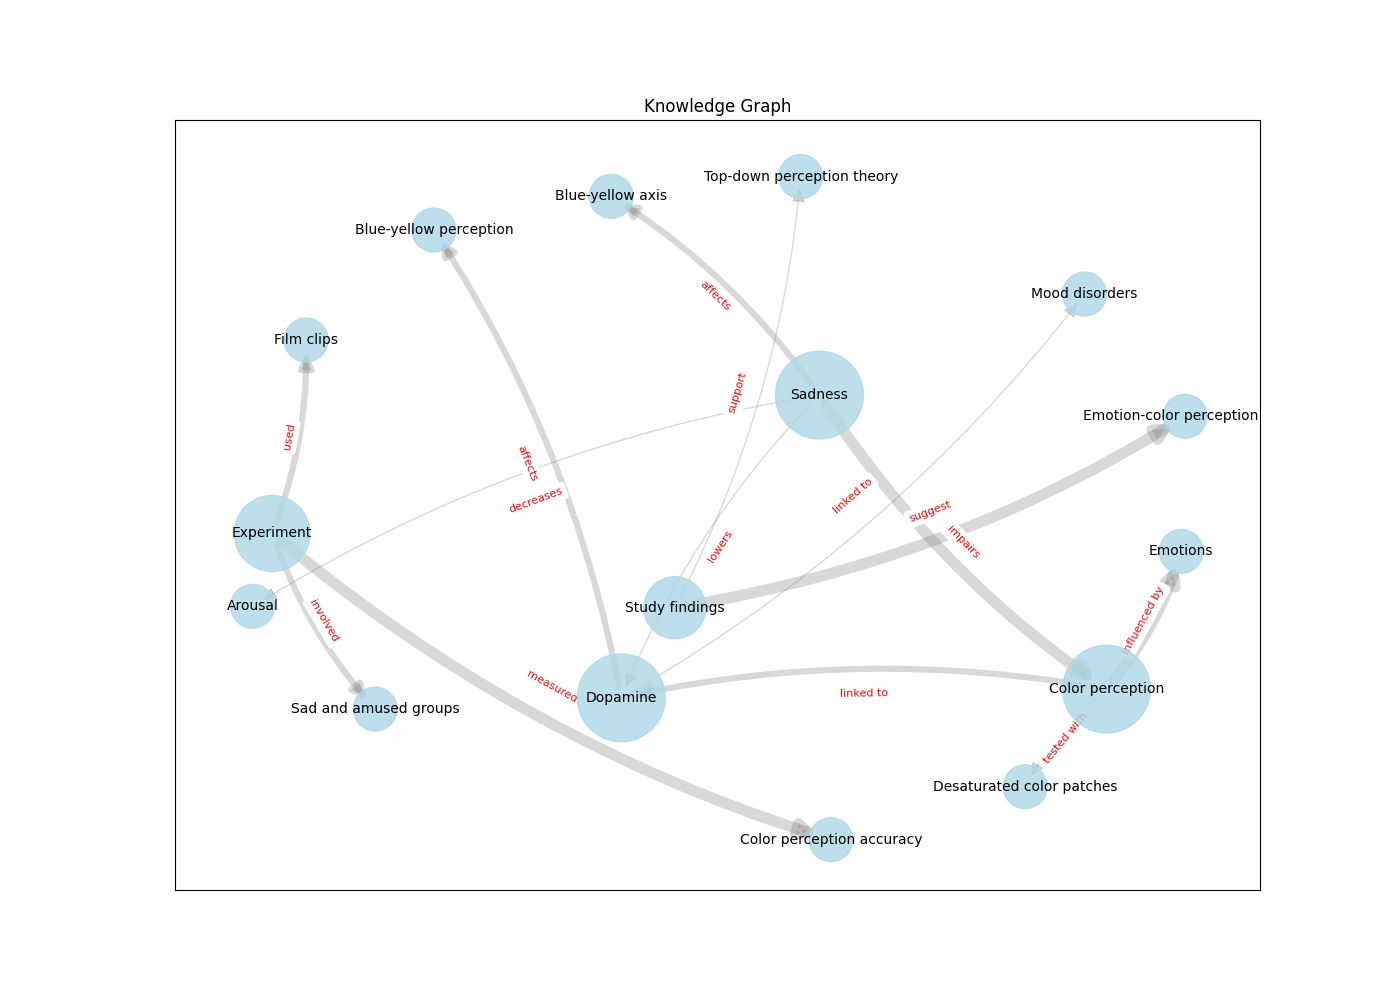 Knowledge Graph
Top-down perception theory
Blue-yellow axis
Blue-yellow perception
affects
Mood disorders
Film clips
support
Sadness
Emotion-color perception
used
affects
linked to
decreases
suggest
Experiment
impairs
lowers
Emotions
Arousal
Study findings
involved
influenced by
measured
Dopamine
linked to
Color perception
Sad and amused groups
tested with
Desaturated color patches
Color perception accuracy